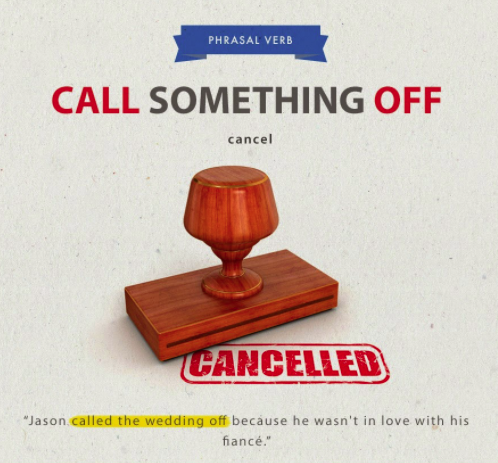 PHRASAL VERB
CALL SOMETHING OFF
cancel
CANCELLED
“Jason called the wedding off because he wasn't in love with his
fiancé.”